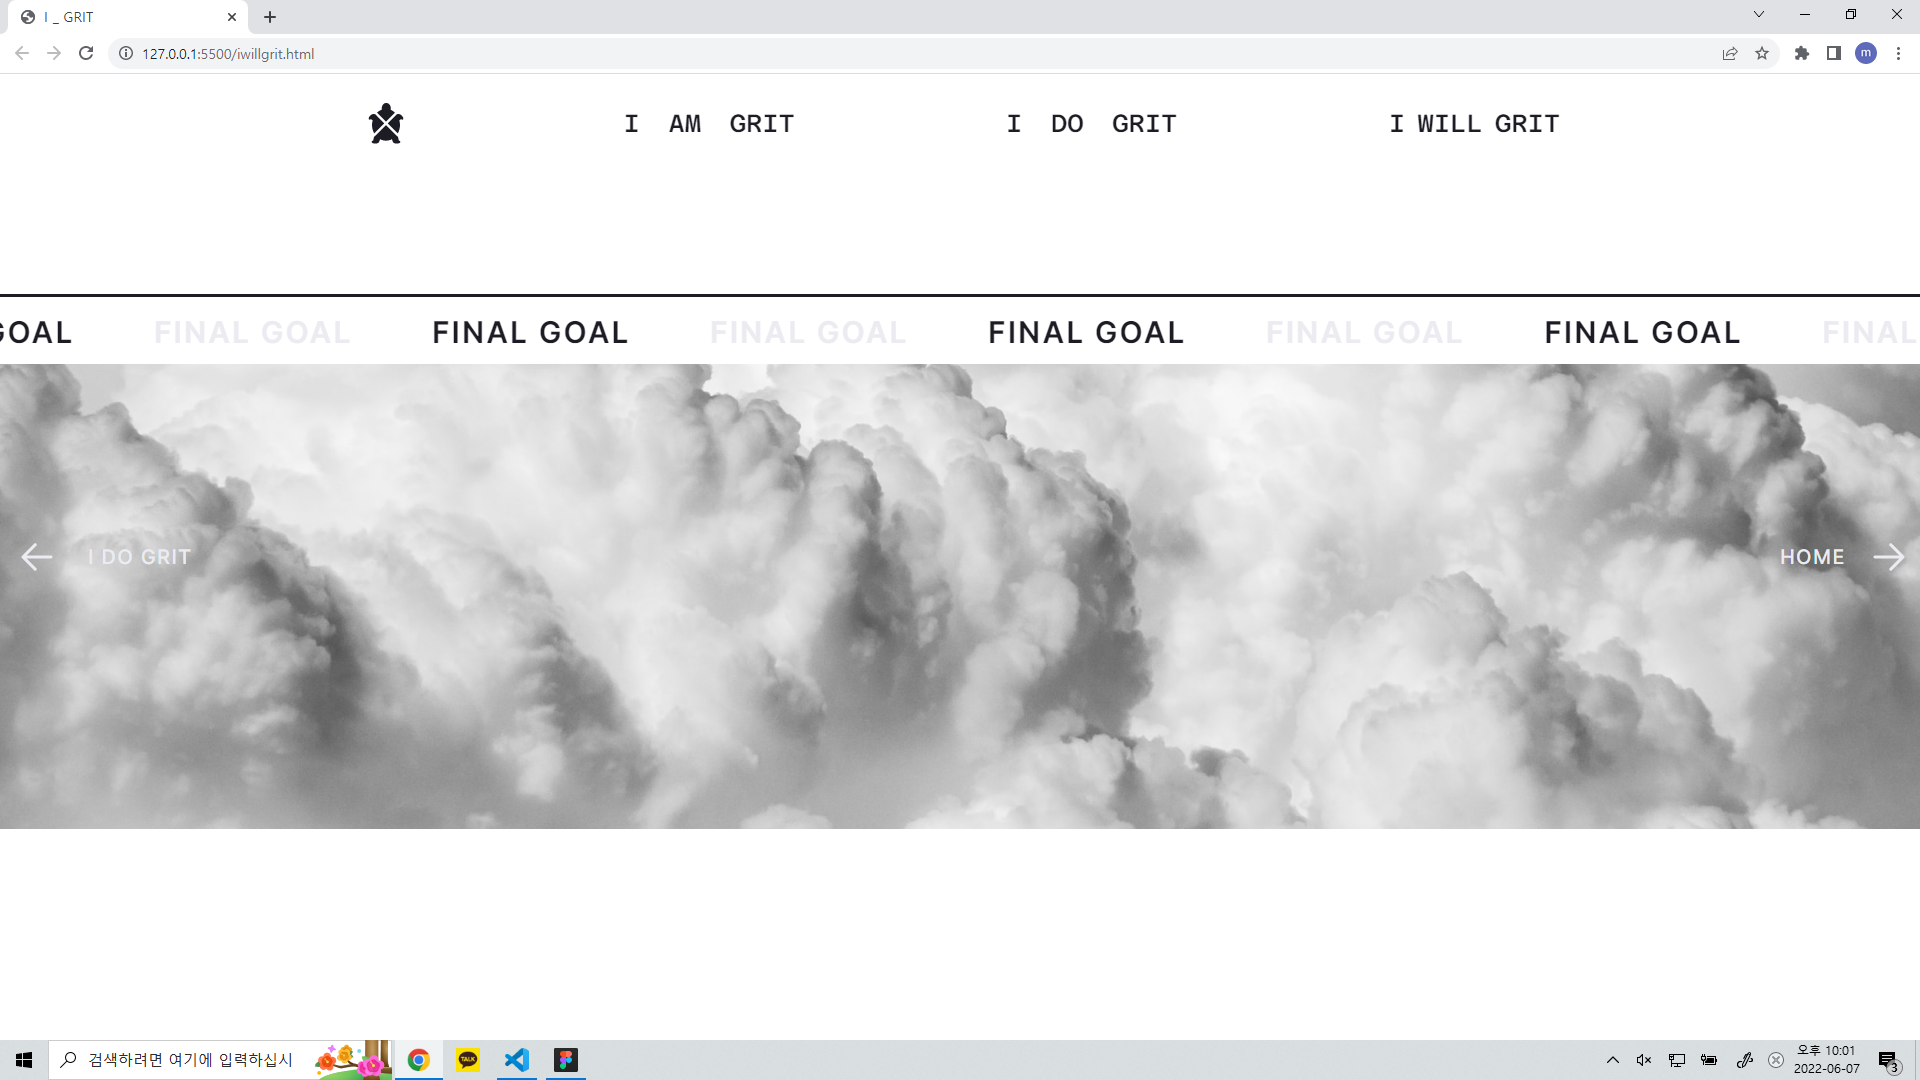 I _ GRIT
127.0.0.1:5500/iwillgrit.html
m
I AM GRIT
I DO GRIT
I WILL GRIT
GOAL FINAL GOAL FINAL GOAL FINAL GOAL FINAL GOAL FINAL GOAL FINAL GOAL FINAL
I DO GRIT
HOME
검색하려면 여기에 입력하십시
TALK
오후 10:01
2022-06-07
3